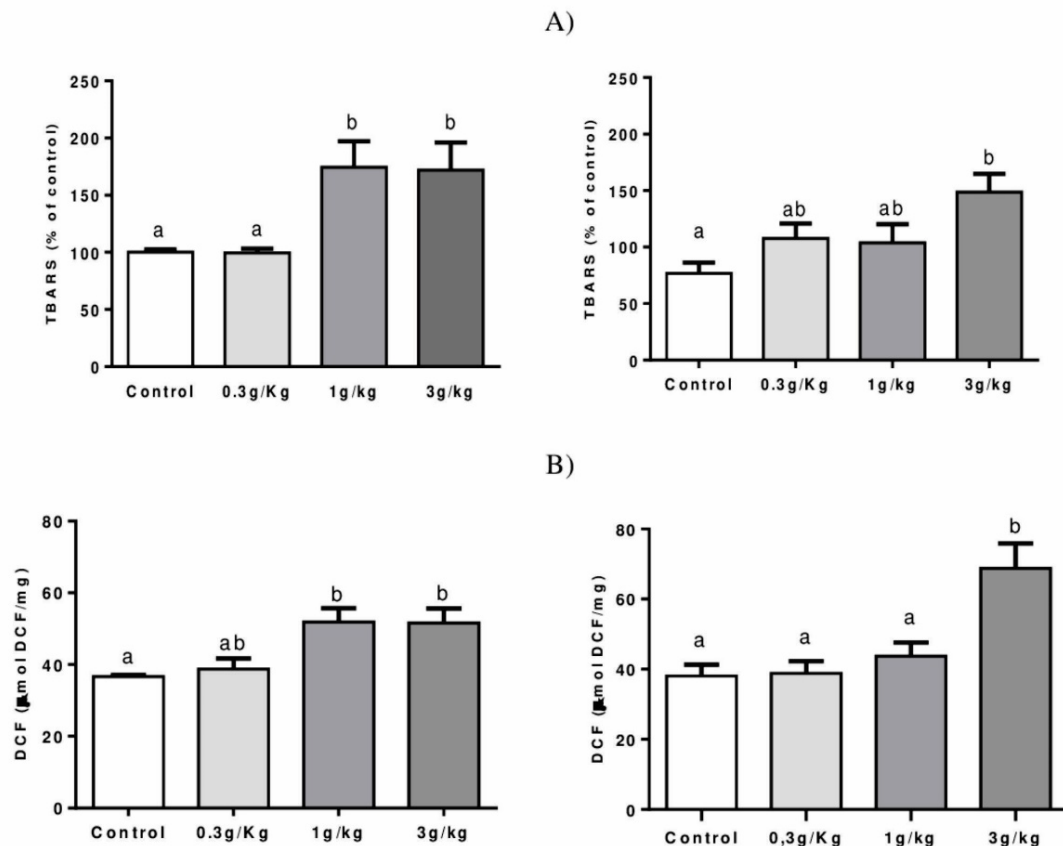 A)
TBARS (% of control)
250
200
150
100
50
0
a
a
b
b
Control
0.3g/Kg
1g/kg
3g/kg
TBARS (% of control)
250
200
150
100
50
0
a
ab
ab
b
Control
0.3g/Kg
1g/kg
3g/kg
B)
DCF (µmol DCF/mg)
80
60
40
20
0
a
ab
b
b
Control
0.3g/Kg
1g/kg
3g/kg
DCF (µmol DCF/mg)
80
60
40
20
0
a
a
a
b
Control
0,3g/Kg
1g/kg
3g/kg